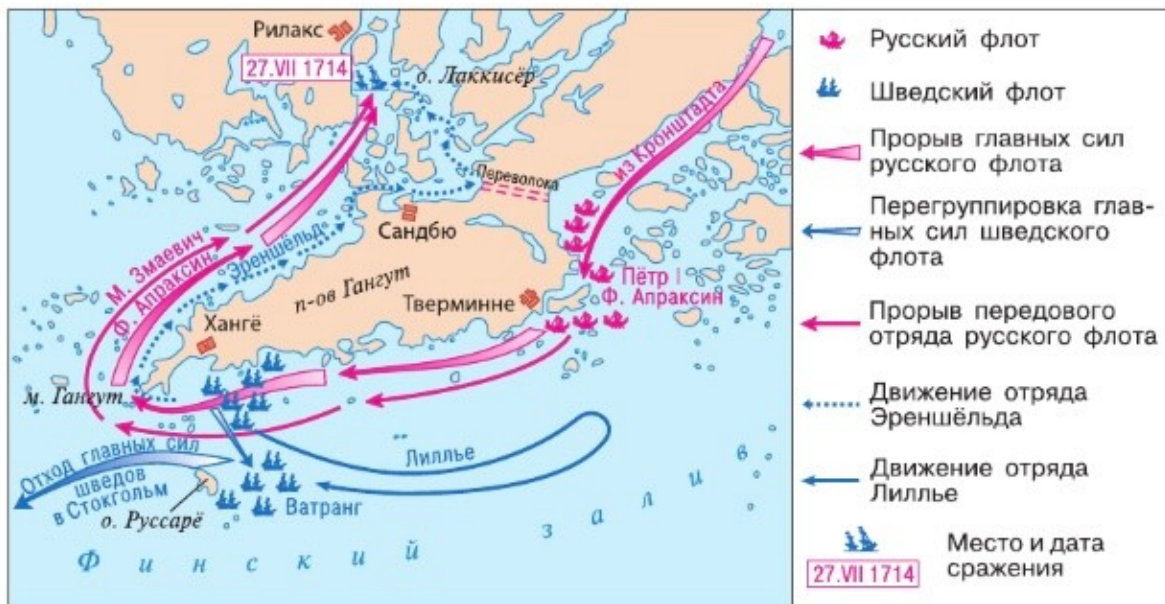 Рилакс
27.VII 1714
о. Лаккисёр
из Кронштадта
Переволока
Сандбю
М. Змаевич
Ф. Апраксин
Эреншёльд
п-ов Гангут
Пётр I
Ф. Апраксин
Тверминне
Хангё
м. Гангут
Отход главных сил
шведов
в Стокгольм
Лиллье
о. Руссарё
Ватранг
Финский залив
Русский флот
Шведский флот
Прорыв главных сил
русского флота
Перегруппировка глав-
ных сил шведского
флота
Прорыв передового
отряда русского флота
Движение отряда
Эреншёльда
Движение отряда
Лиллье
Место и дата
сражения
27.VII 1714